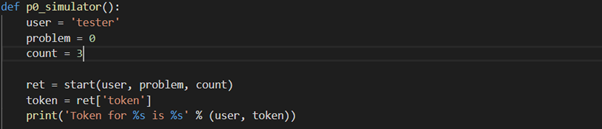 def p0_simulator():
    user = 'tester'
    problem = 0
    count = 3
    ret = start(user, problem, count)
    token = ret['token']
    print('Token for %s is %s' % (user, token))